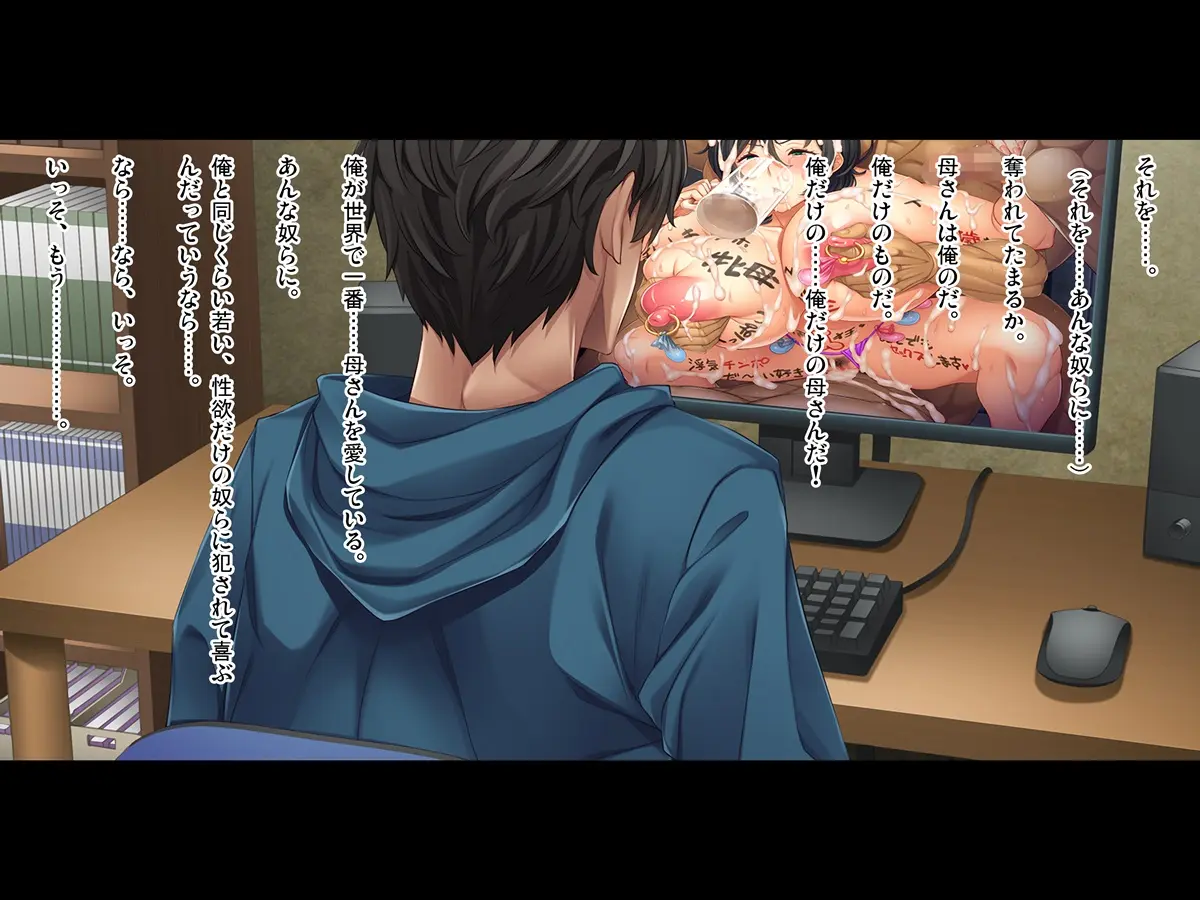 それを……。
（それを……あんな奴らに……）
奪われてたまるか。
母さんは俺のだ。
俺だけのものだ。
俺だけの……俺だけの母さんだ！
俺が世界で一番……母さんを愛している。
あんな奴らに。
俺と同じくらい若い、性欲だけの奴らに犯されて喜ぶ
んだっていうなら……。
なら……なら、いっそ。
いっそ、もう…………………。
牝母
チンポ